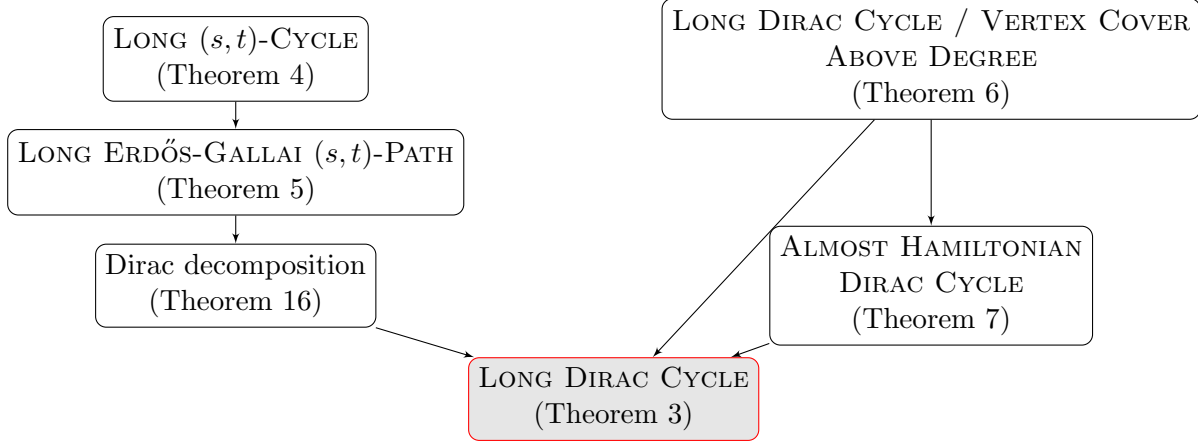 LONG (s, t)-CYCLE
(Theorem 4)
LONG DIRAC CYCLE / VERTEX COVER
ABOVE DEGREE
(Theorem 6)
LONG ERDŐS-GALLAI (s, t)-PATH
(Theorem 5)
Dirac decomposition
(Theorem 16)
ALMOST HAMILTONIAN
DIRAC CYCLE
(Theorem 7)
LONG DIRAC CYCLE
(Theorem 3)